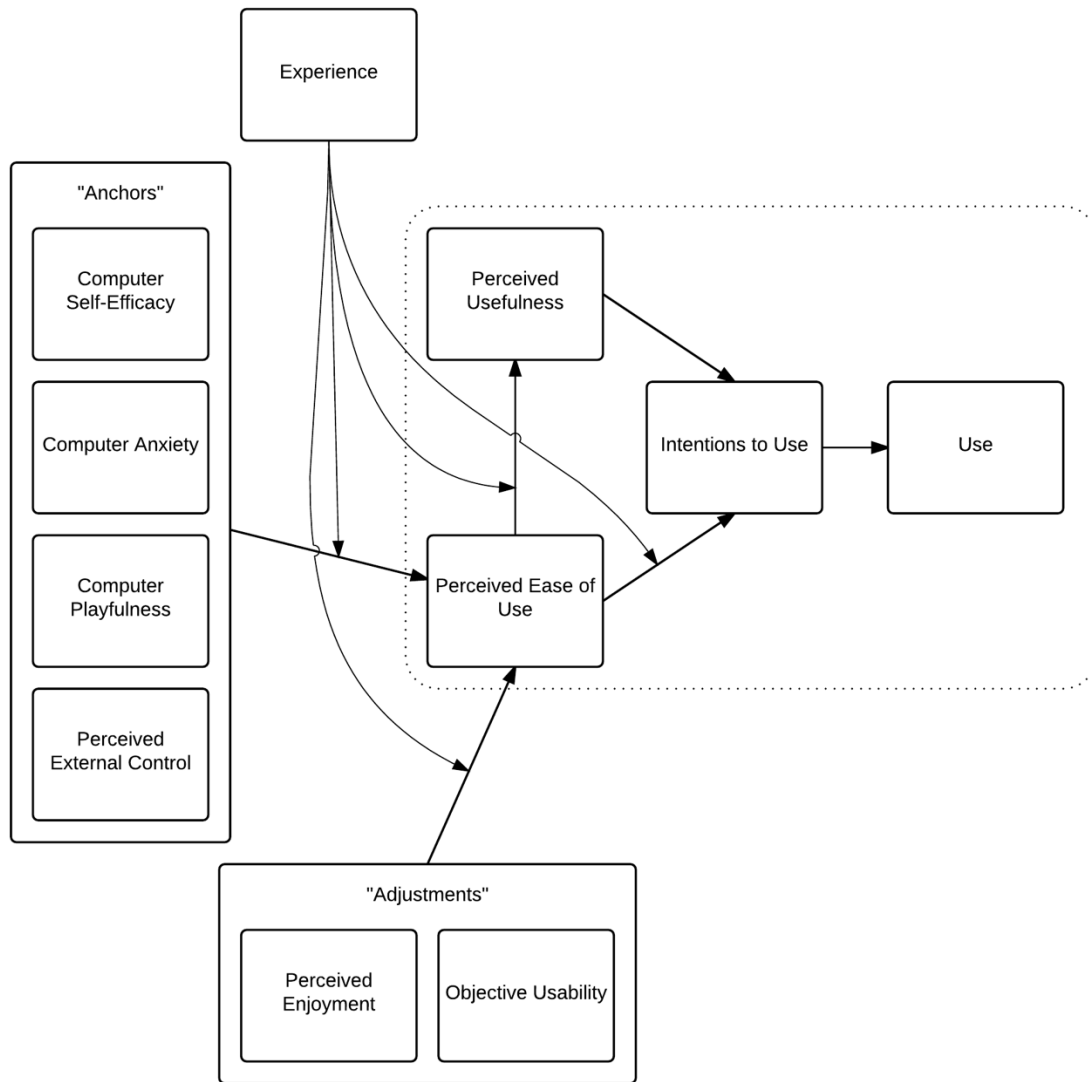 Experience
"Anchors"
Computer
Self-Efficacy
Computer Anxiety
Computer
Playfulness
Perceived
External Control
Perceived
Usefulness
Perceived Ease of
Use
Intentions to Use
Use
"Adjustments"
Perceived
Enjoyment
Objective Usability